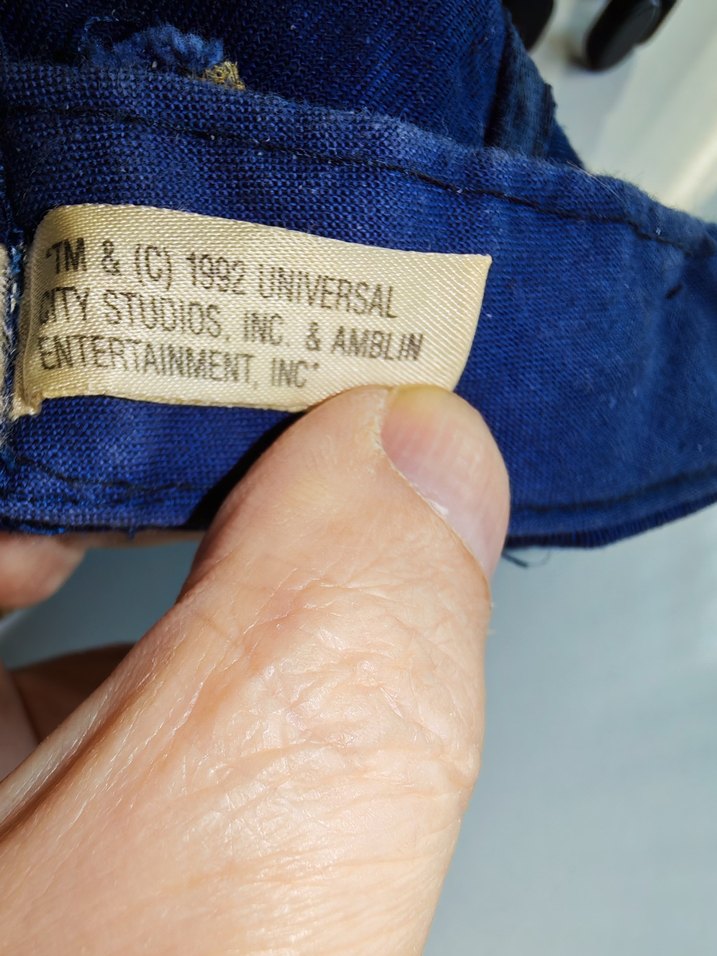 "TM & (C) 1992 UNIVERSAL
CITY STUDIOS, INC. & AMBLIN
ENTERTAINMENT, INC"